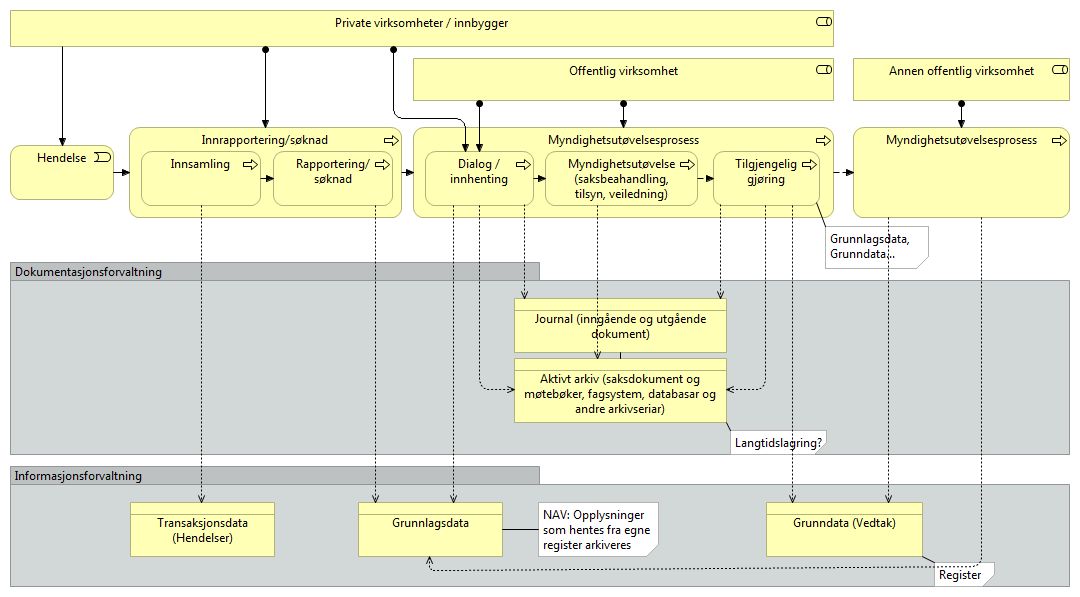 Private virksomheter / innbygger
Offentlig virksomhet
Annen offentlig virksomhet
Hendelse
Innrapportering/søknad
Innsamling
Rapportering/
søknad
Myndighetsutøvelsesprosess
Dialog /
innhenting
Myndighetsutøvelse
(saksbeahandling,
tilsyn, veiledning)
Tilgjengelig
gjøring
Myndighetsutøvelsesprosess
Grunnlagsdata,
Grunndata...
Dokumentasjonsforvaltning
Journal (inngående og utgående
dokument)
Aktivt arkiv (saksdokument og
møtebøker, fagsystem, databasar og
andre arkivseriar)
Langtidslagring?
Informasjonsforvaltning
Transaksjonsdata
(Hendelser)
Grunnlagsdata
NAV: Opplysninger
som hentes fra egne
register arkiveres
Grunndata (Vedtak)
Register